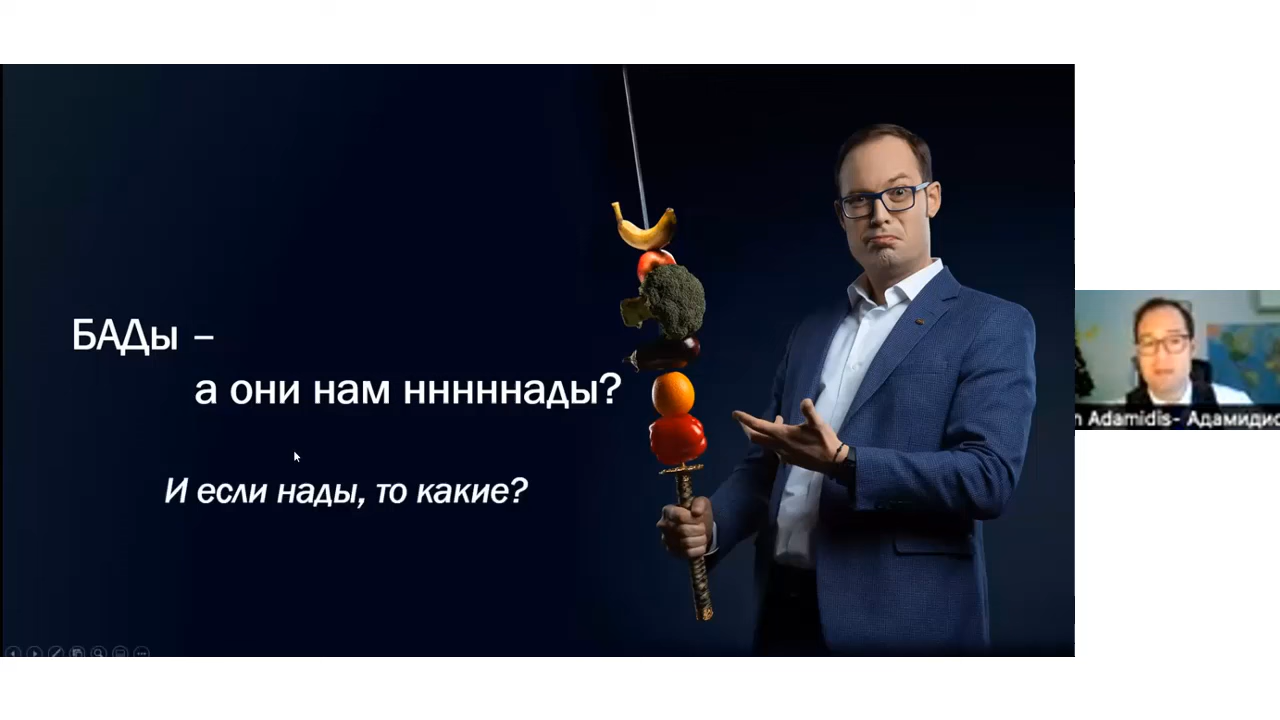 БАДы –
а они нам нннннады?
И если нады, то какие?
Adamidis- Адамидис